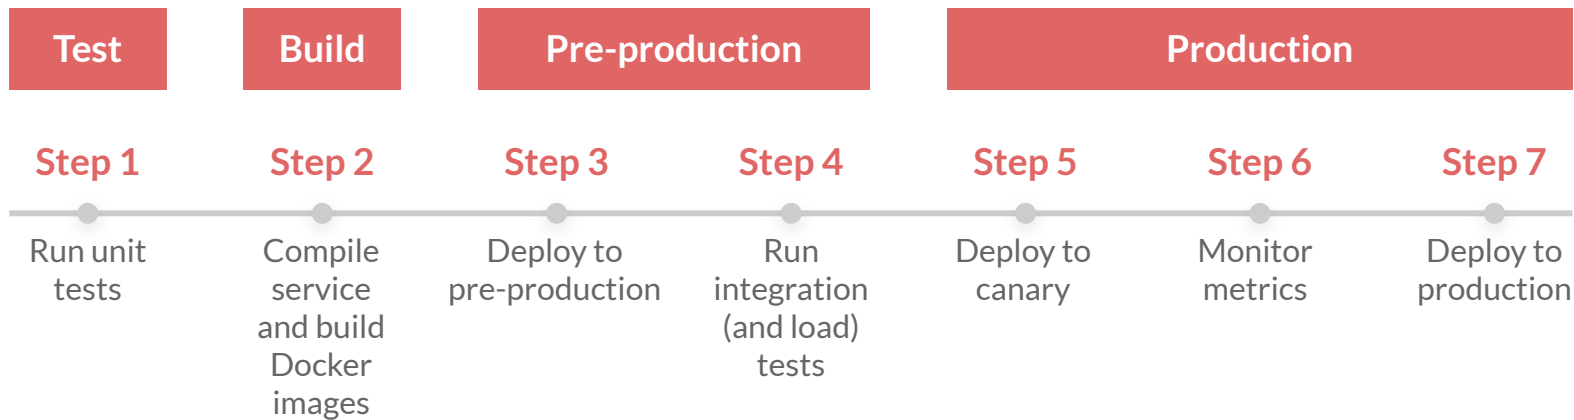 Test
Build
Pre-production
Production
Step 1
Step 2
Step 3
Step 4
Step 5
Step 6
Step 7
Run unit
tests
Compile
service
and build
Docker
images
Deploy to
pre-production
Run
integration
(and load)
tests
Deploy to
canary
Monitor
metrics
Deploy to
production